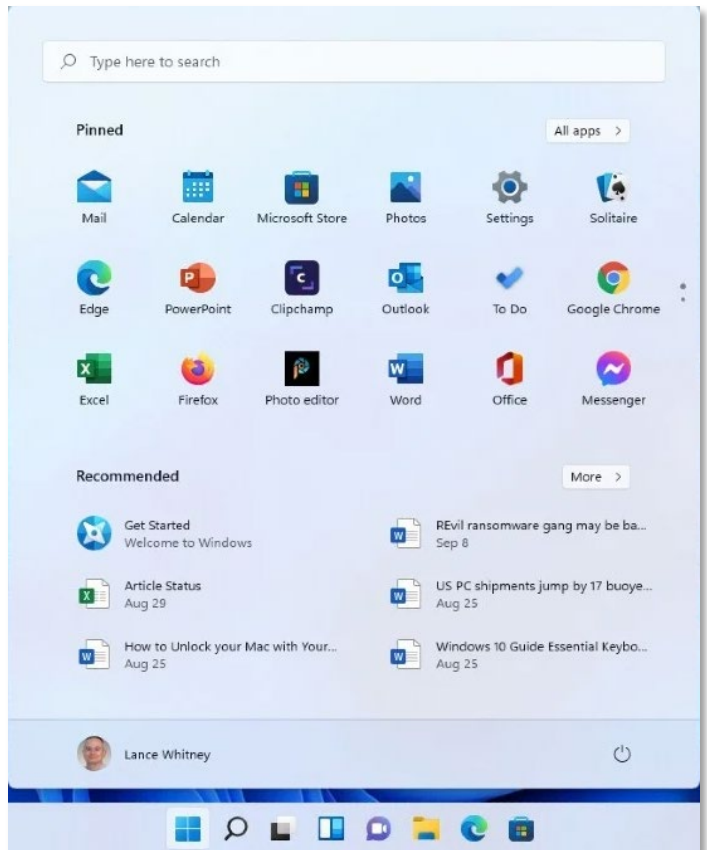 Type here to search
Pinned
All apps >
Mail Calendar Microsoft Store Photos Settings Solitaire
Edge PowerPoint Clipchamp Outlook To Do Google Chrome
Excel Firefox Photo editor Word Office Messenger
Recommended
More >
Get Started
Welcome to Windows
REvil ransomware gang may be ba...
Sep 8
Article Status
Aug 29
US PC shipments jump by 17 buoye...
Aug 25
How to Unlock your Mac with Your...
Aug 25
Windows 10 Guide Essential Keybo...
Aug 25
Lance Whitney